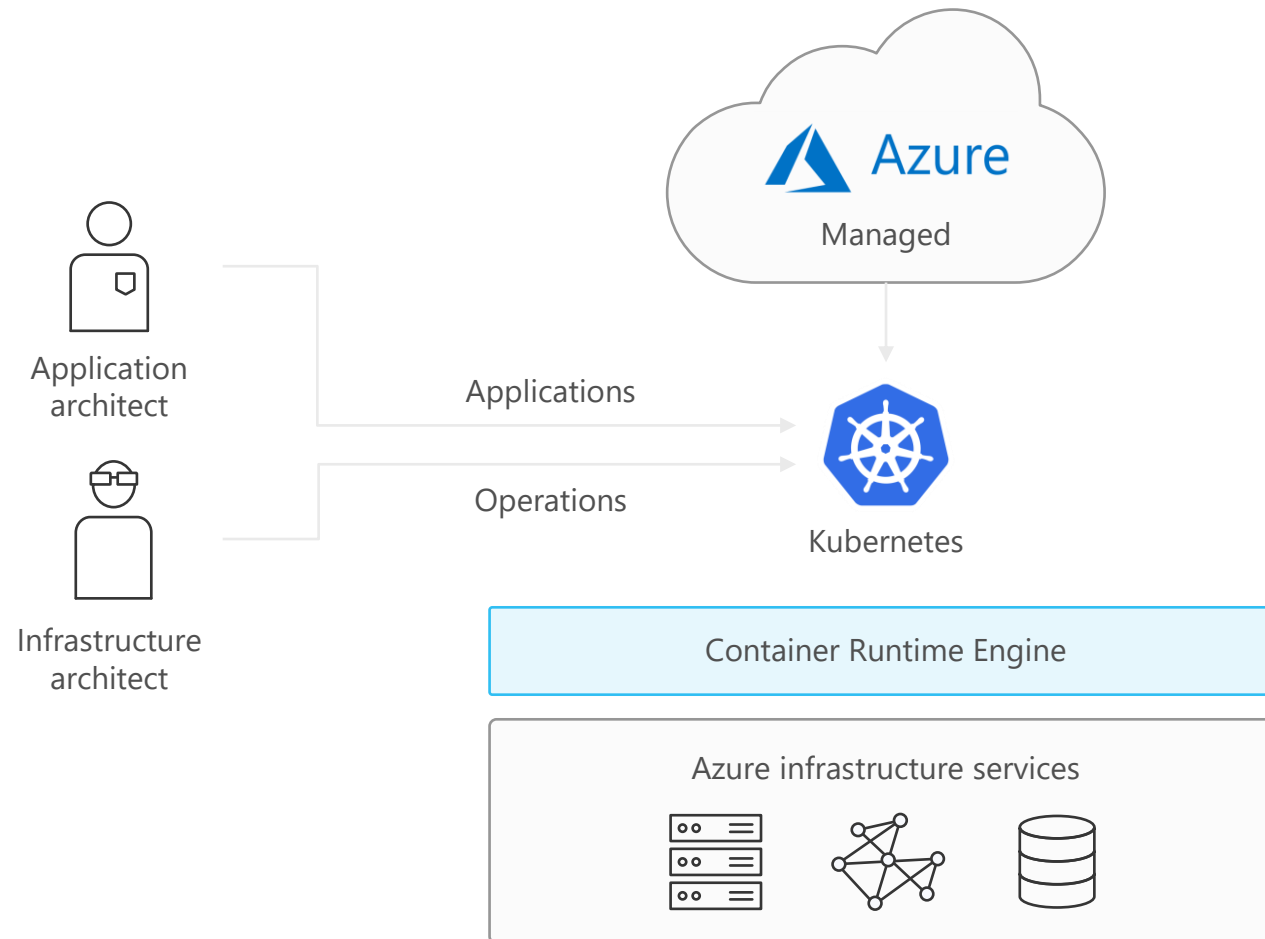 Azure
Managed
Application
architect
Applications
Operations
Kubernetes
Infrastructure
architect
Container Runtime Engine
Azure infrastructure services